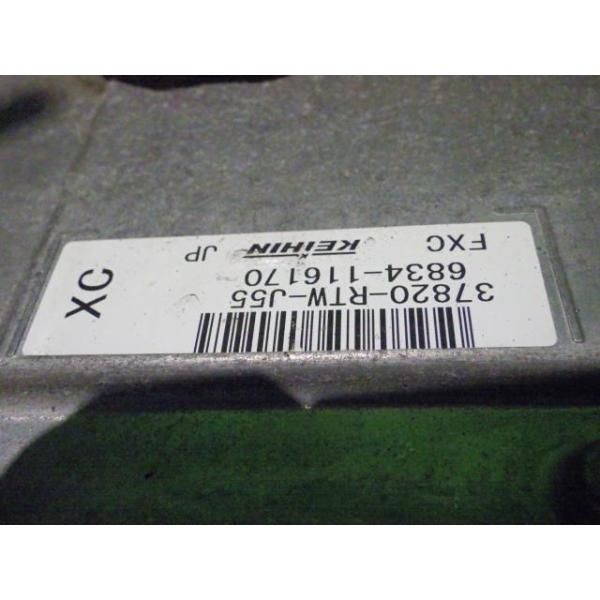 37820-RTW-J55
6834-116170
FXC KEIHIN JP
XC